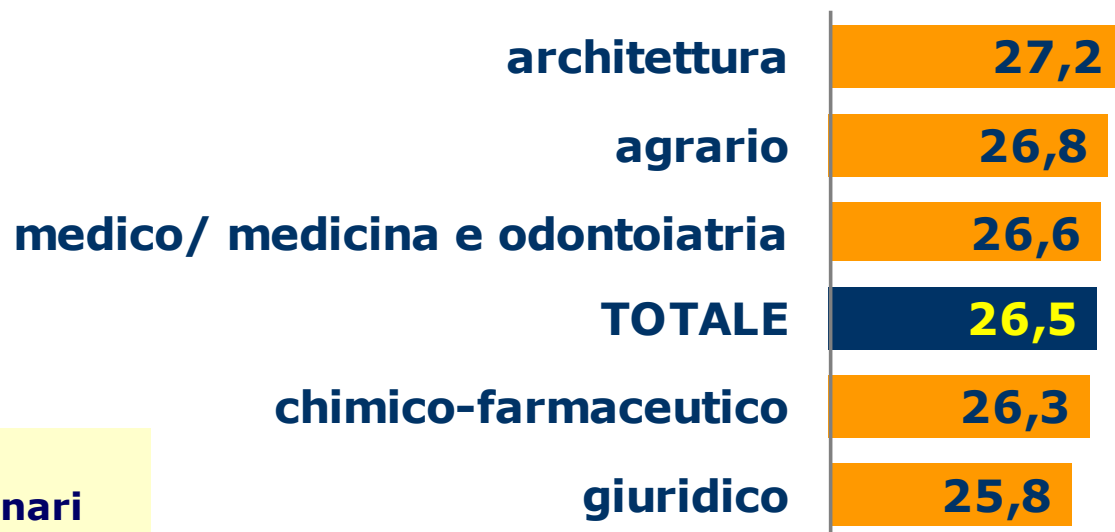 architettura 27,2
agrario 26,8
medico/ medicina e odontoiatria 26,6
TOTALE 26,5
chimico-farmaceutico 26,3
giuridico 25,8
nari